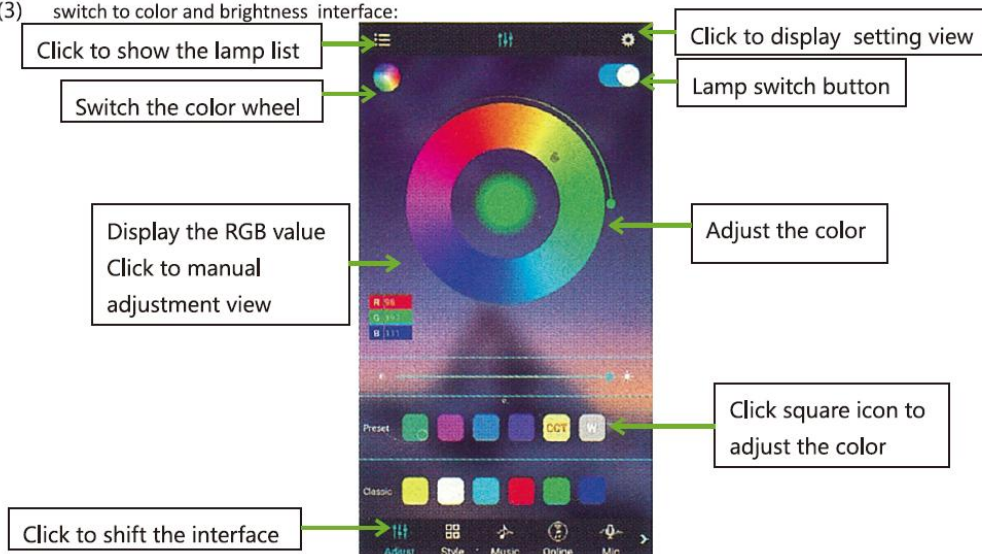 (3) switch to color and brightness interface:
Click to show the lamp list
Click to display setting view
Switch the color wheel
Lamp switch button
Display the RGB value
Click to manual
adjustment view
Adjust the color
R 98
G
B
Click square icon to
adjust the color
Preset
CCT
W
Classic
Click to shift the interface
Adjust
Style
Music
Online
Mic